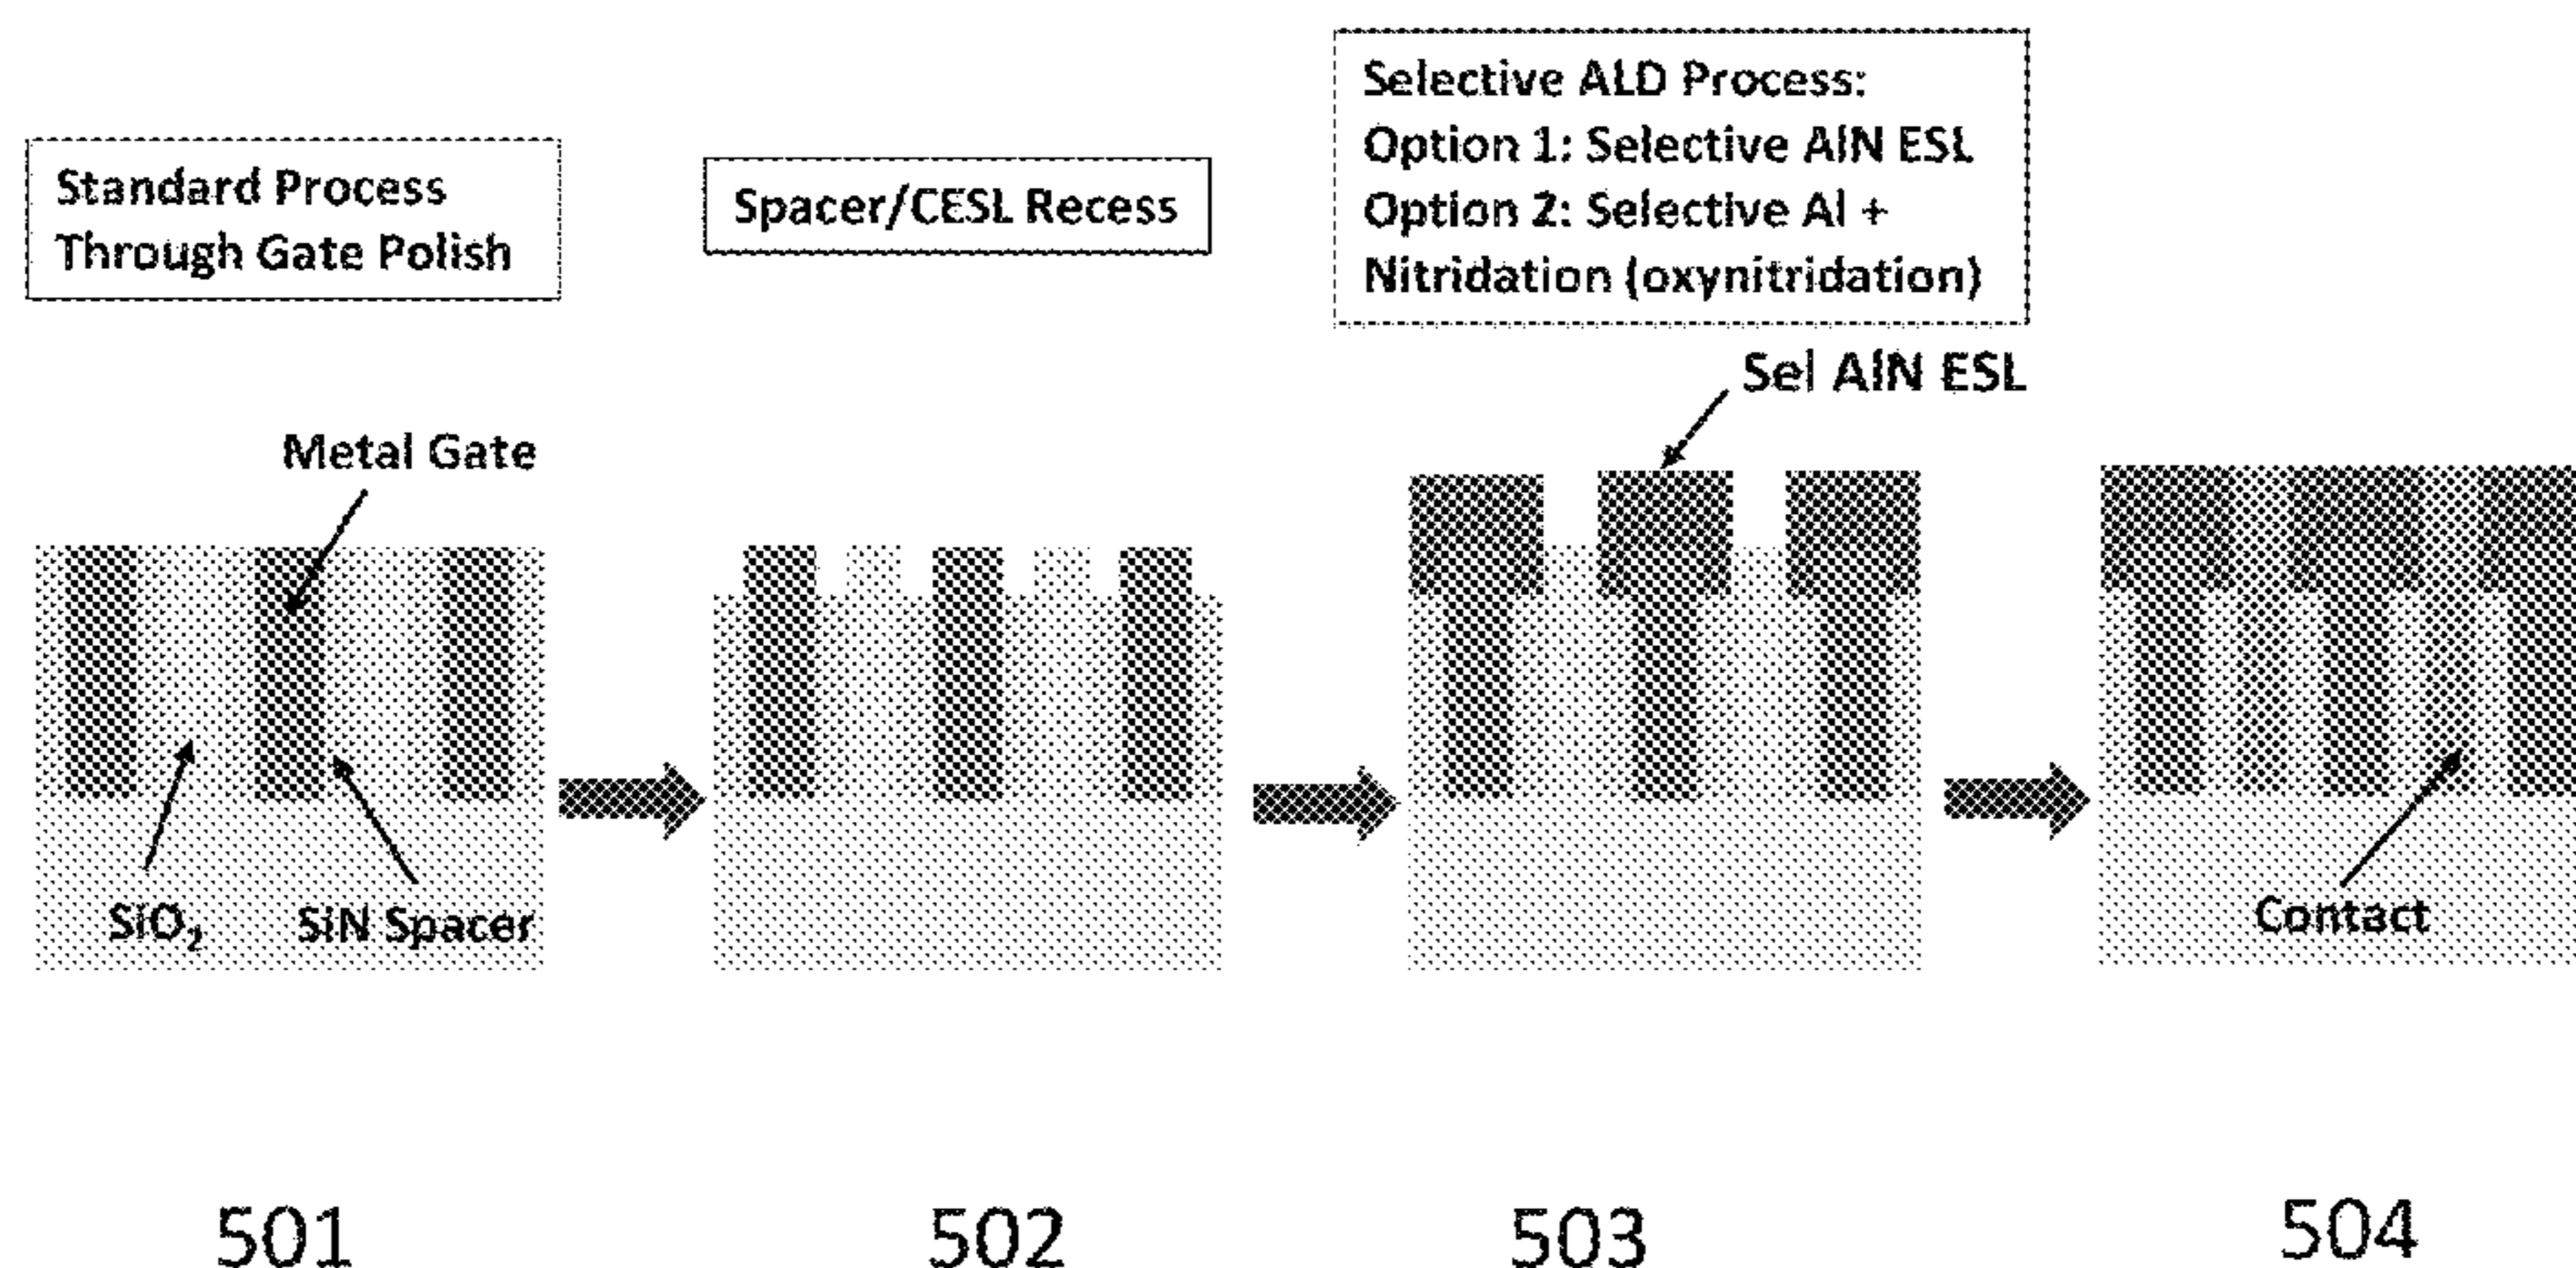 Standard Process
Through Gate Polish
Spacer/CESL Recess
Selective ALD Process:
Option 1: Selective AlN ESL
Option 2: Selective Al +
Nitridation (oxynitridation)
Sel AlN ESL
Metal Gate
SiO₂
SiN Spacer
Contact
501
502
503
504